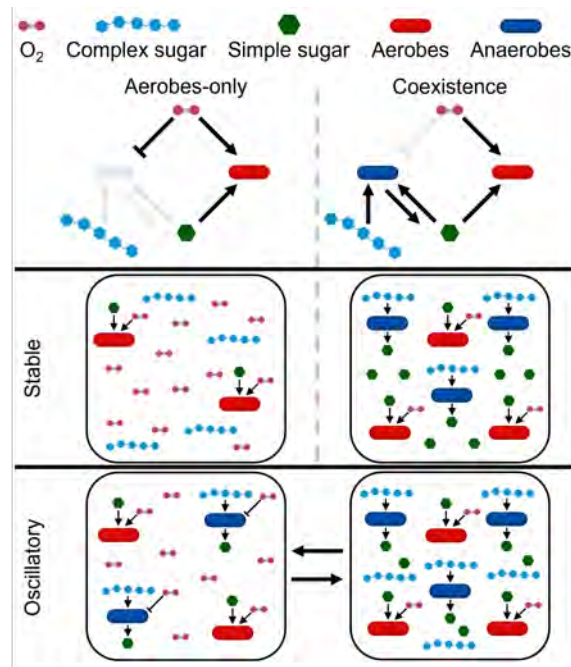 O₂ Complex sugar Simple sugar Aerobes Anaerobes
Aerobes-only Coexistence
Stable
Oscillatory